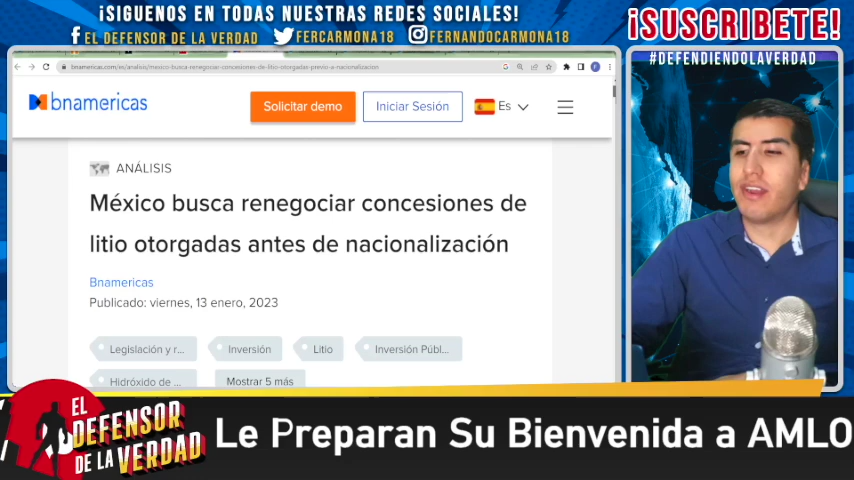 ¡SIGUENOS EN TODAS NUESTRAS REDES SOCIALES!
EL DEFENSOR DE LA VERDAD
FERCARMONA18
FERNANDOCARMONA18
¡SUSCRIBETE!
#DEFENDIENDOLAVERDAD
bnamericas.com/es/analisis/mexico-busca-renegociar-concesiones-de-litio-otorgadas-previo-a-nacionalizacion
bnamericas
Solicitar demo
Iniciar Sesión
Es
ANÁLISIS
México busca renegociar concesiones de
litio otorgadas antes de nacionalización
Bnamericas
Publicado: viernes, 13 enero, 2023
Legislación y r...
Inversión
Litio
Inversión Públ...
Hidróxido de ...
Mostrar 5 más
EL
DEFENSOR
DE LA VERDAD
Le Preparan Su Bienvenida a AMLO